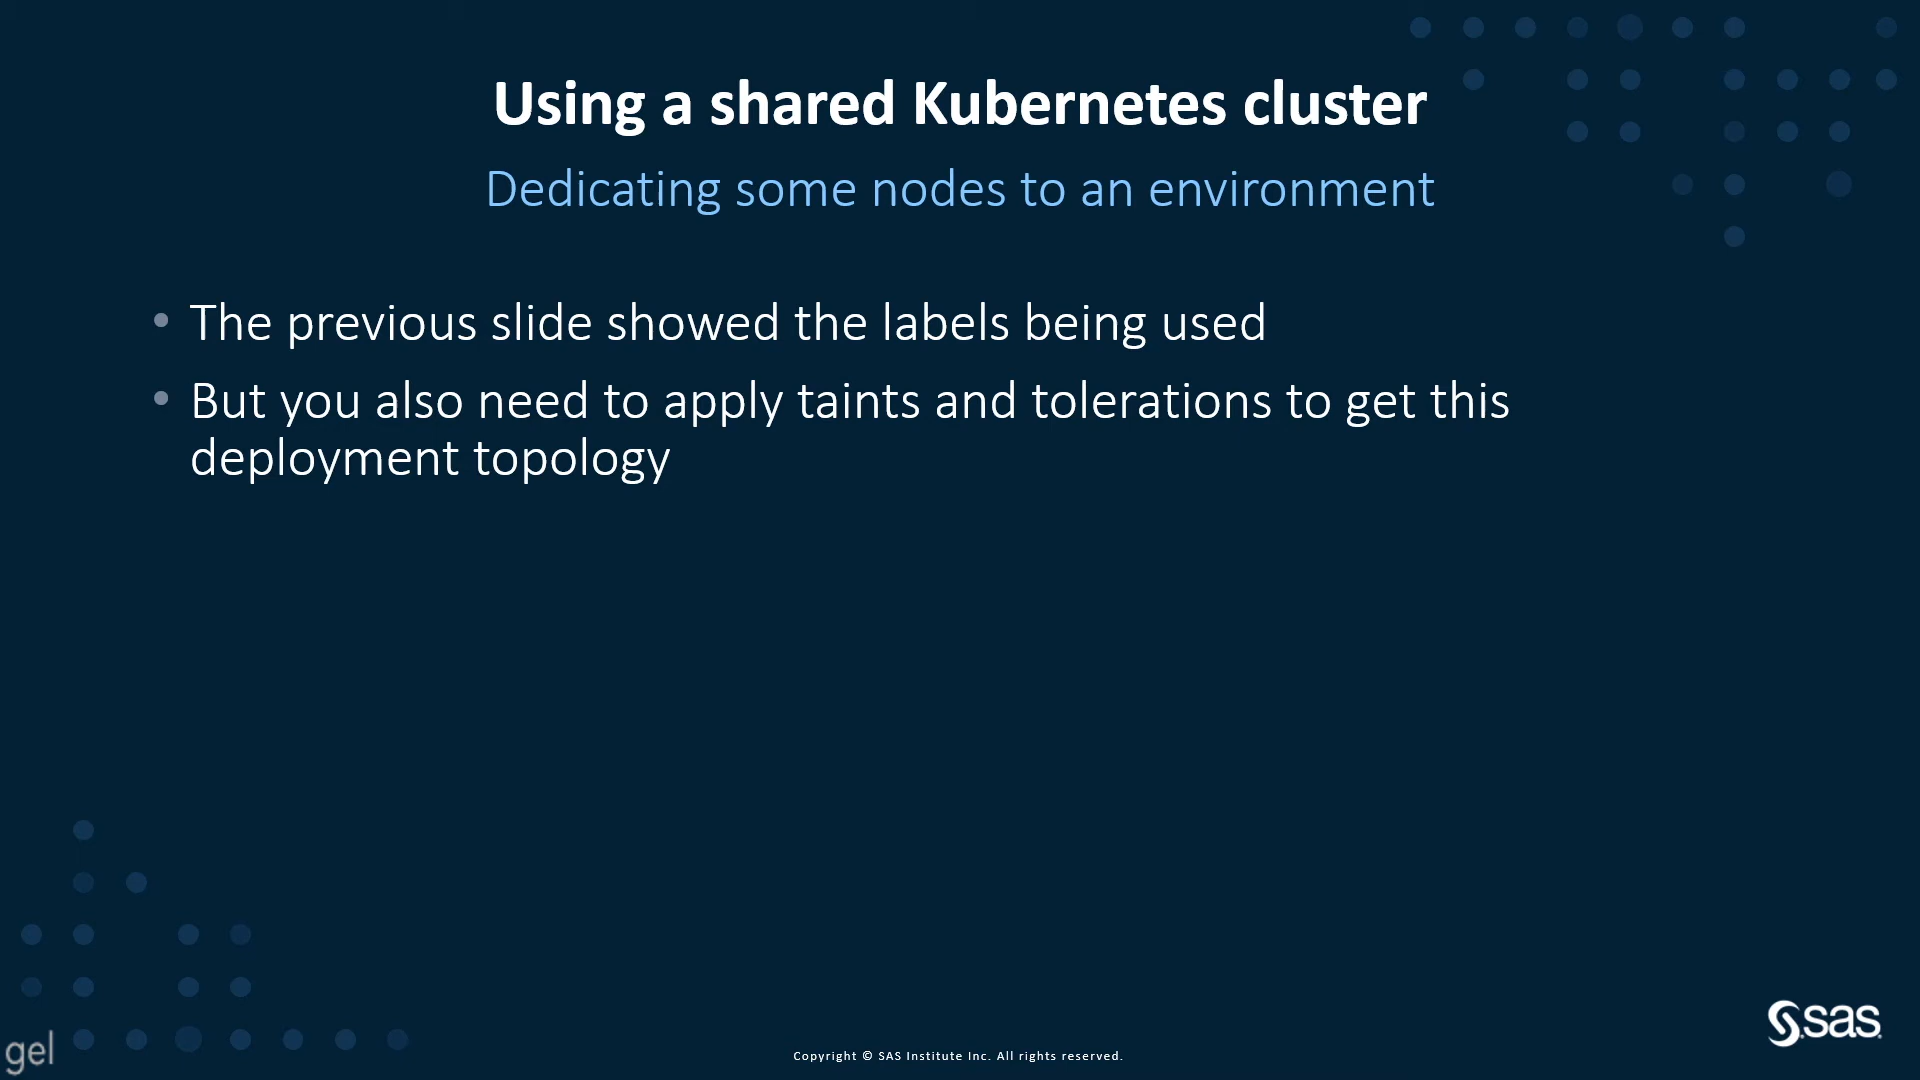 Using a shared Kubernetes cluster
Dedicating some nodes to an environment
• The previous slide showed the labels being used
• But you also need to apply taints and tolerations to get this
deployment topology
gel
Copyright © SAS Institute Inc. All rights reserved.
sas